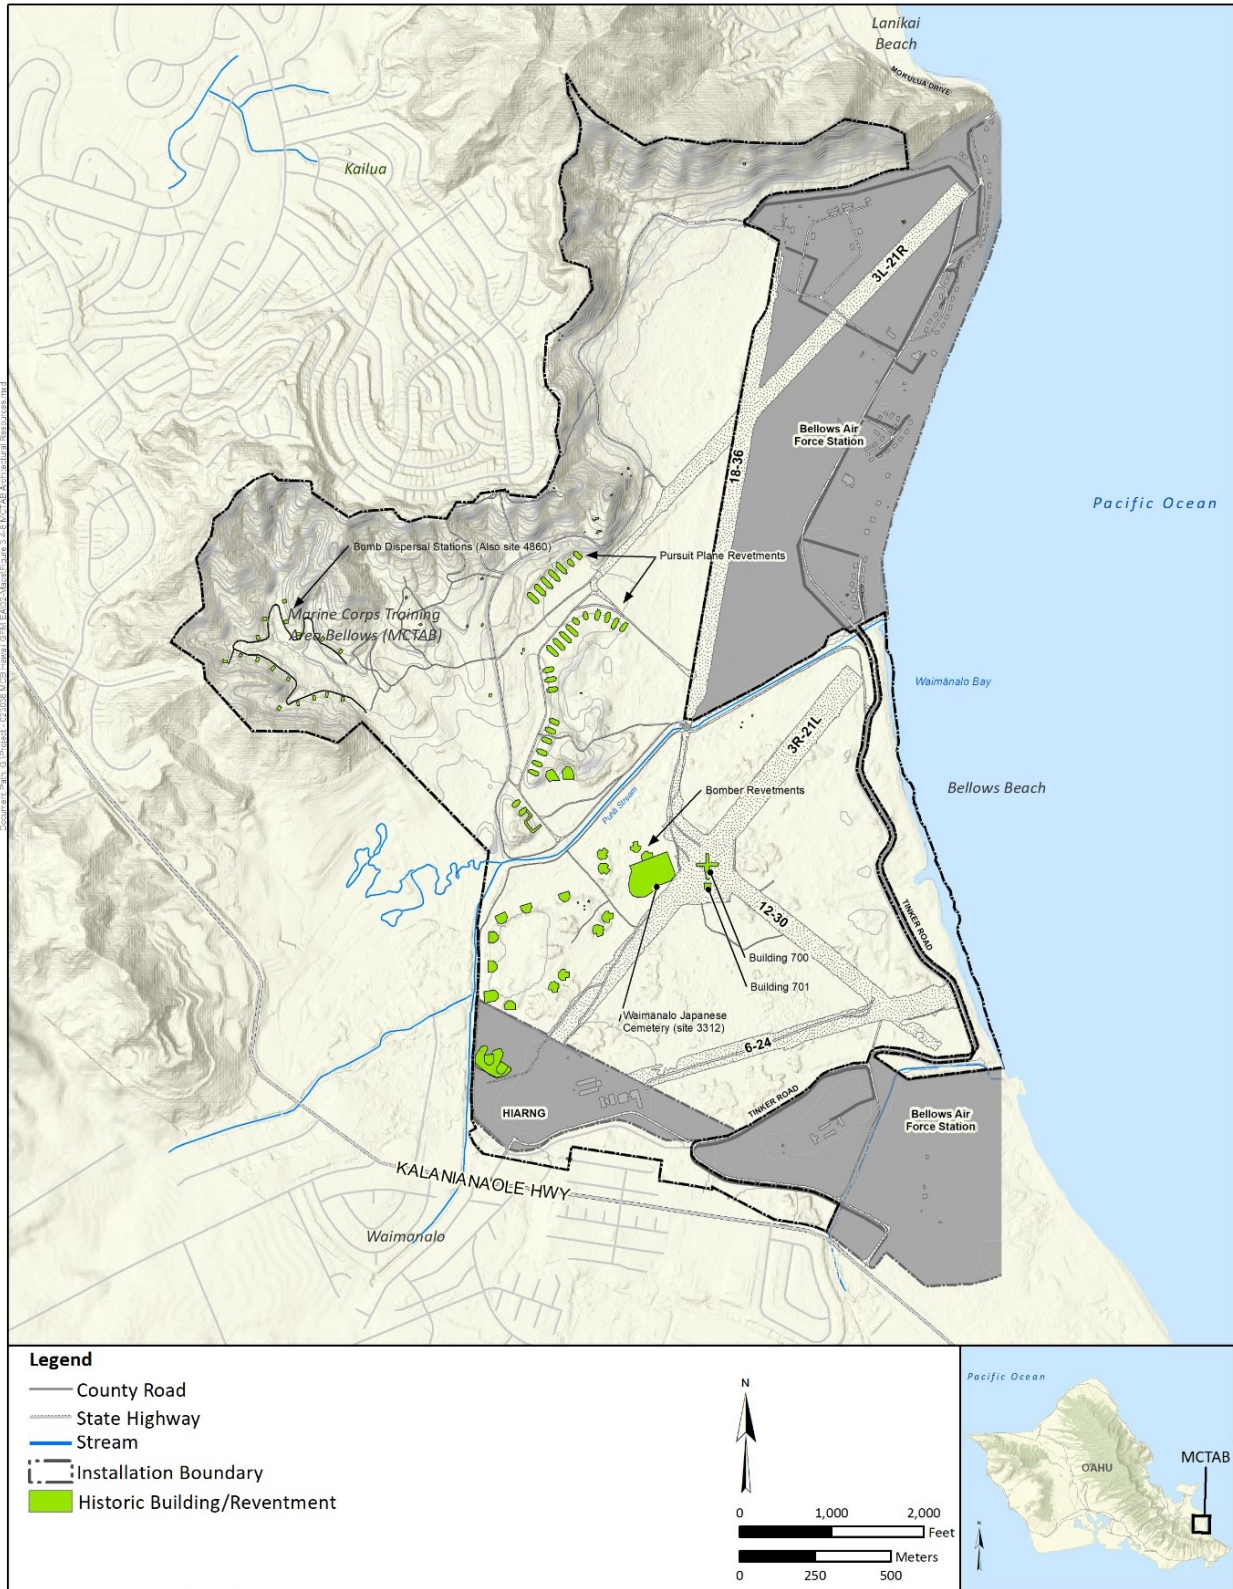 Lanikai
Beach
MOKULUA DRIVE
Kailua
3L-21R
Bellows Air
Force Station
18-36
Pacific Ocean
Bomb Dispersal Stations (Also site 4860)
Pursuit Plane Revetments
Marine Corps Training
Area Bellows (MCTAB)
Waimānalo Bay
3R-21L
Bellows Beach
Puhā Stream
Bomber Revetments
12-30
TINKER ROAD
Building 700
Building 701
Waimanalo Japanese
Cemetery (site 3312)
6-24
HIARNG
TINKER ROAD
Bellows Air
Force Station
KALANIANAOLE HWY
Waimanalo
Legend
County Road
State Highway
Stream
Installation Boundary
Historic Building/Reventment
N
0 1,000 2,000
Feet
Meters
0 250 500
Pacific Ocean
OAHU
MCTAB
N